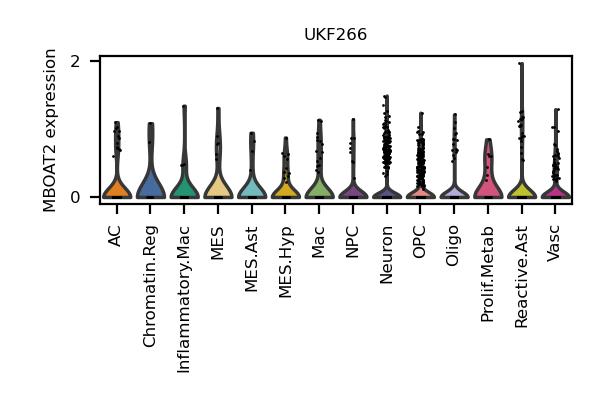 UKF266
MBOAT2 expression
2
0
AC
Chromatin.Reg
Inflammatory.Mac
MES
MES.Ast
MES.Hyp
Mac
NPC
Neuron
OPC
Oligo
Prolif.Metab
Reactive.Ast
Vasc